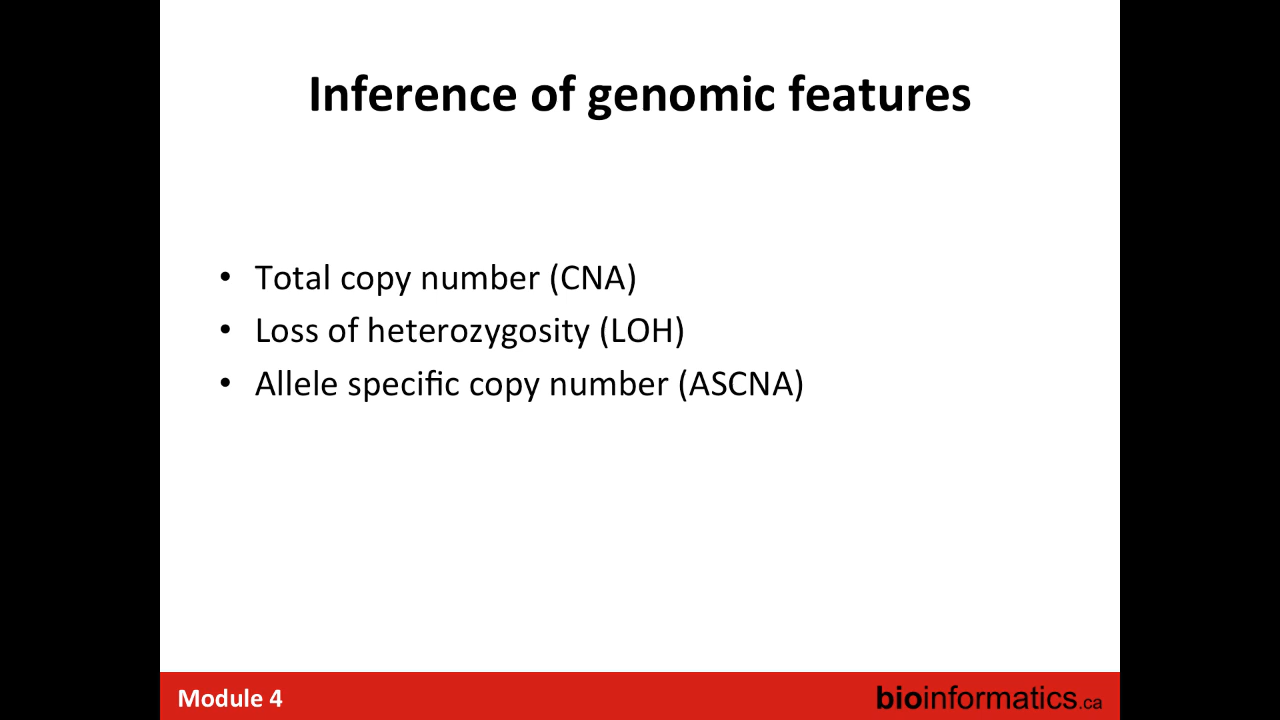 Inference of genomic features
• Total copy number (CNA)
• Loss of heterozygosity (LOH)
• Allele specific copy number (ASCNA)
Module 4
bioinformatics.ca